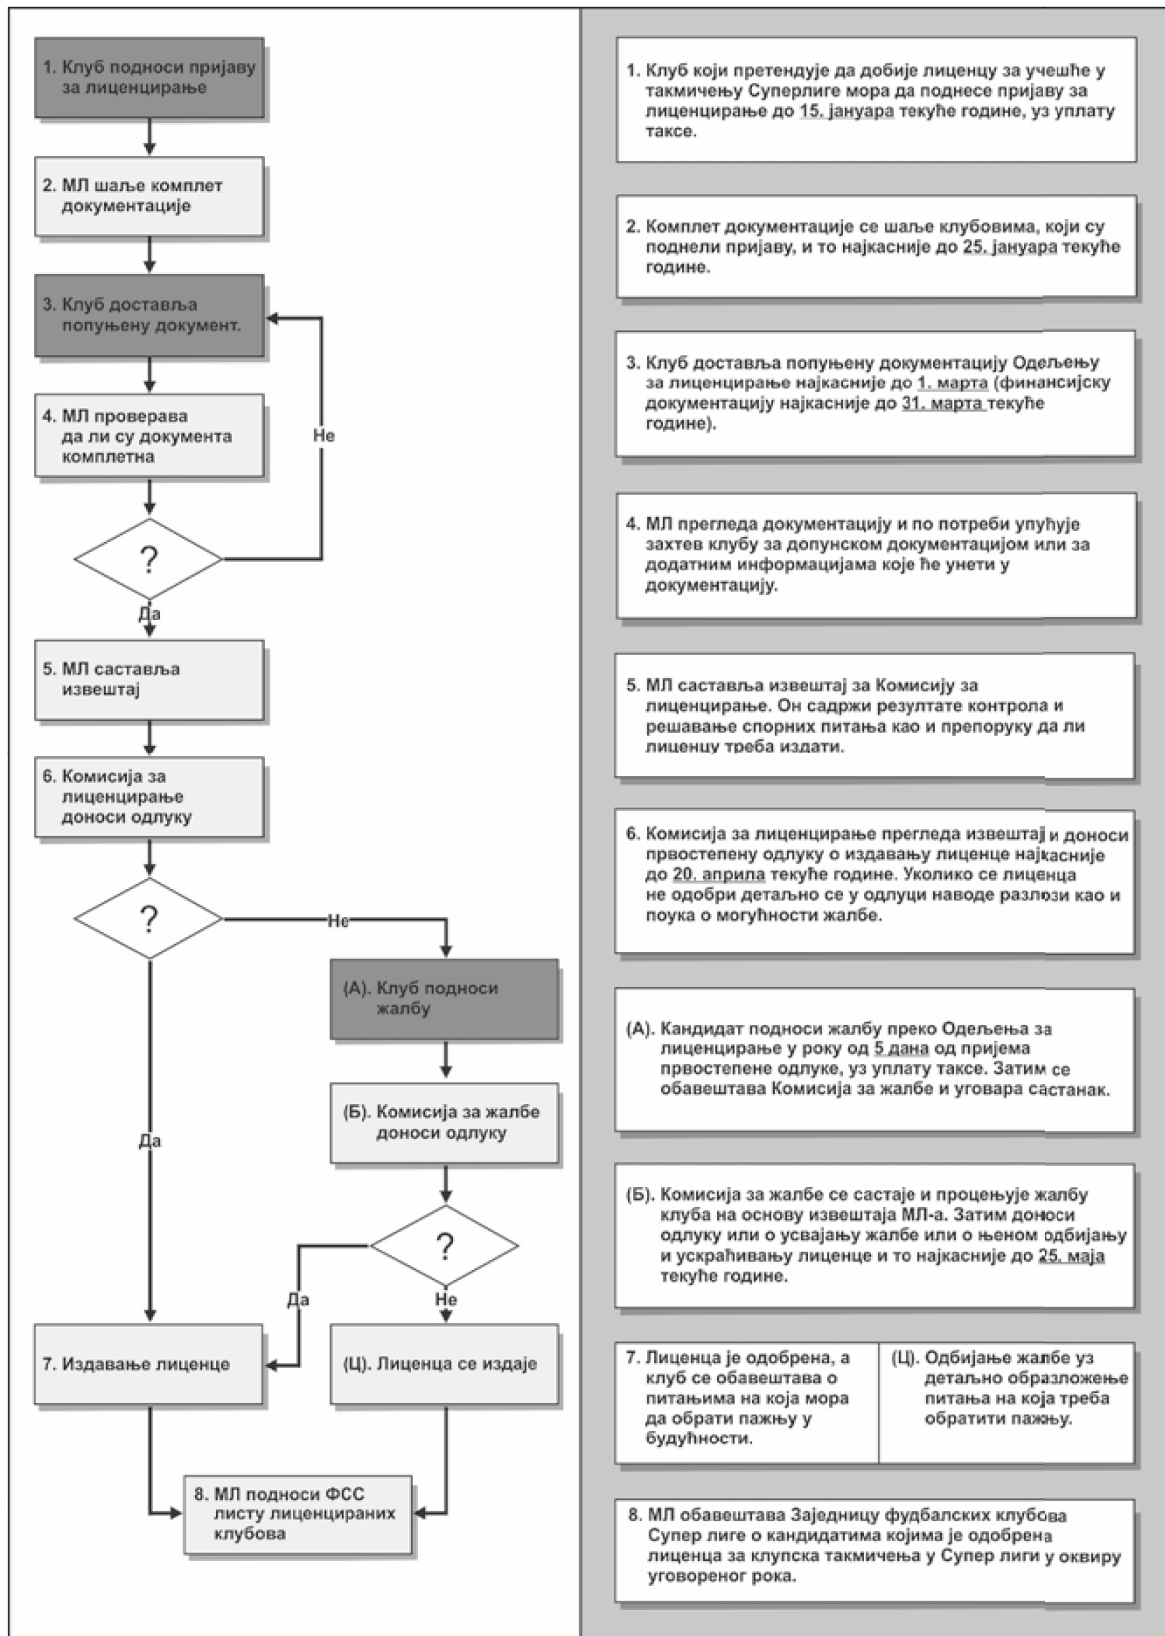 1. Клуб подноси пријаву
за лиценцирање
2. МЛ шаље комплет
документације
3. Клуб доставља
попуњену документ.
4. МЛ проверава
да ли су документа
комплетна
Не
?
Да
5. МЛ саставља
извештај
6. Комисија за
лиценцирање
доноси одлуку
?
Не
(А). Клуб подноси
жалбу
(Б). Комисија за жалбе
доноси одлуку
Да
?
Да
Не
7. Издавање лиценце
(Ц). Лиценца се издаје
8. МЛ подноси ФСС
листу лиценцираних
клубова
1. Клуб који претендује да добије лиценцу за учешће у
такмичењу Суперлиге мора да поднесе пријаву за
лиценцирање до 15. јануара текуће године, уз уплату
таксе.
2. Комплет документације се шаље клубовима, који су
поднели пријаву, и то најкасније до 25. јануара текуће
године.
3. Клуб доставља попуњену документацију Одељењу
за лиценцирање најкасније до 1. марта (финансијску
документацију најкасније до 31. марта текуће
године).
4. МЛ прегледа документацију и по потреби упућује
захтев клубу за допунском документацијом или за
додатним информацијама које ће унети у
документацију.
5. МЛ саставља извештај за Комисију за
лиценцирање. Он садржи резултате контрола и
решавање спорних питања као и препоруку да ли
лиценцу треба издати.
6. Комисија за лиценцирање прегледа извештај и доноси
првостепену одлуку о издавању лиценце најкасније
до 20. априла текуће године. Уколико се лиценца
не одобри детаљно се у одлуци наводе разлози као и
поука о могућности жалбе.
(А). Кандидат подноси жалбу преко Одељења за
лиценцирање у року од 5 дана од пријема
првостепене одлуке, уз уплату таксе. Затим се
обавештава Комисија за жалбе и уговара састанак.
(Б). Комисија за жалбе се састаје и процењује жалбу
клуба на основу извештаја МЛ-а. Затим доноси
одлуку или о усвајању жалбе или о њеном одбијању
и ускраћивању лиценце и то најкасније до 25. маја
текуће године.
7. Лиценца је одобрена, а
клуб се обавештава о
питањима на која мора
да обрати пажњу у
будућности.
(Ц). Одбијање жалбе уз
детаљно образложење
питања на која треба
обратити пажњу.
8. МЛ обавештава Заједницу фудбалских клубова
Супер лиге о кандидатима којима је одобрена
лиценца за клупска такмичења у Супер лиги у оквиру
уговореног рока.